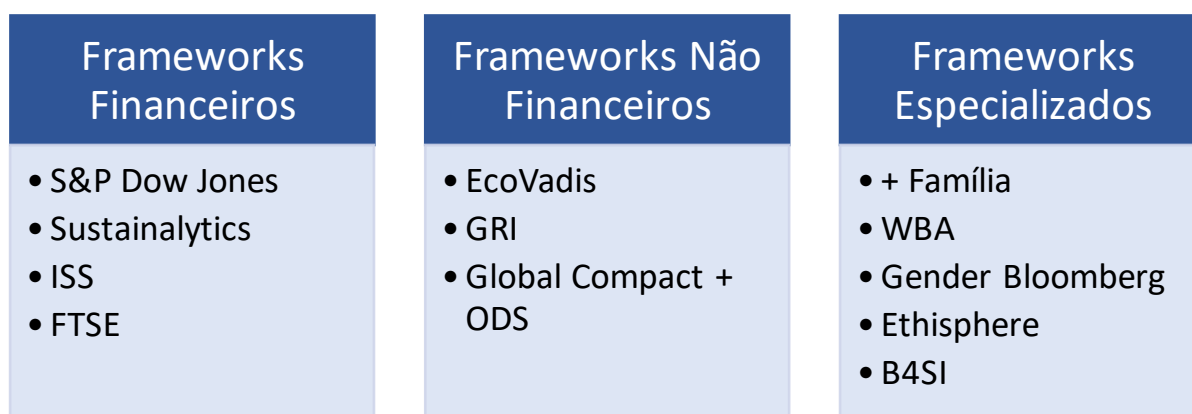 Frameworks
Financeiros
• S&P Dow Jones
• Sustainalytics
• ISS
• FTSE
Frameworks Não
Financeiros
• EcoVadis
• GRI
• Global Compact +
ODS
Frameworks
Especializados
• + Família
• WBA
• Gender Bloomberg
• Ethisphere
• B4SI